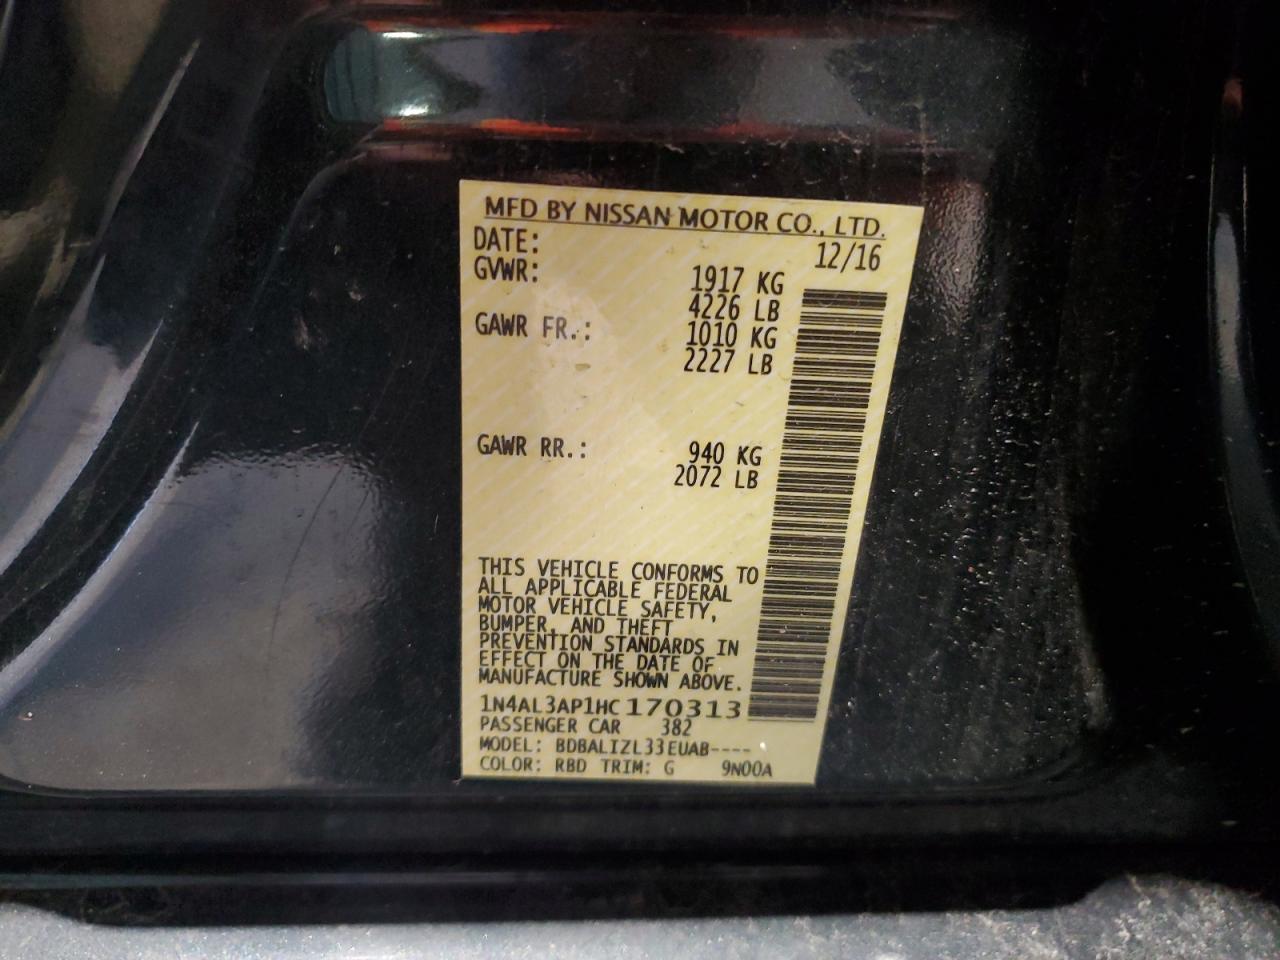 MFD BY NISSAN MOTOR CO., LTD.
DATE: 12/16
GVWR: 1917 KG
4226 LB
GAWR FR.: 1010 KG
2227 LB
GAWR RR.: 940 KG
2072 LB
THIS VEHICLE CONFORMS TO
ALL APPLICABLE FEDERAL
MOTOR VEHICLE SAFETY,
BUMPER, AND THEFT
PREVENTION STANDARDS IN
EFFECT ON THE DATE OF
MANUFACTURE SHOWN ABOVE.
1N4AL3AP1HC170313
PASSENGER CAR 382
MODEL: BDBALIZL33EUAB----
COLOR: RBD TRIM: G 9N00A